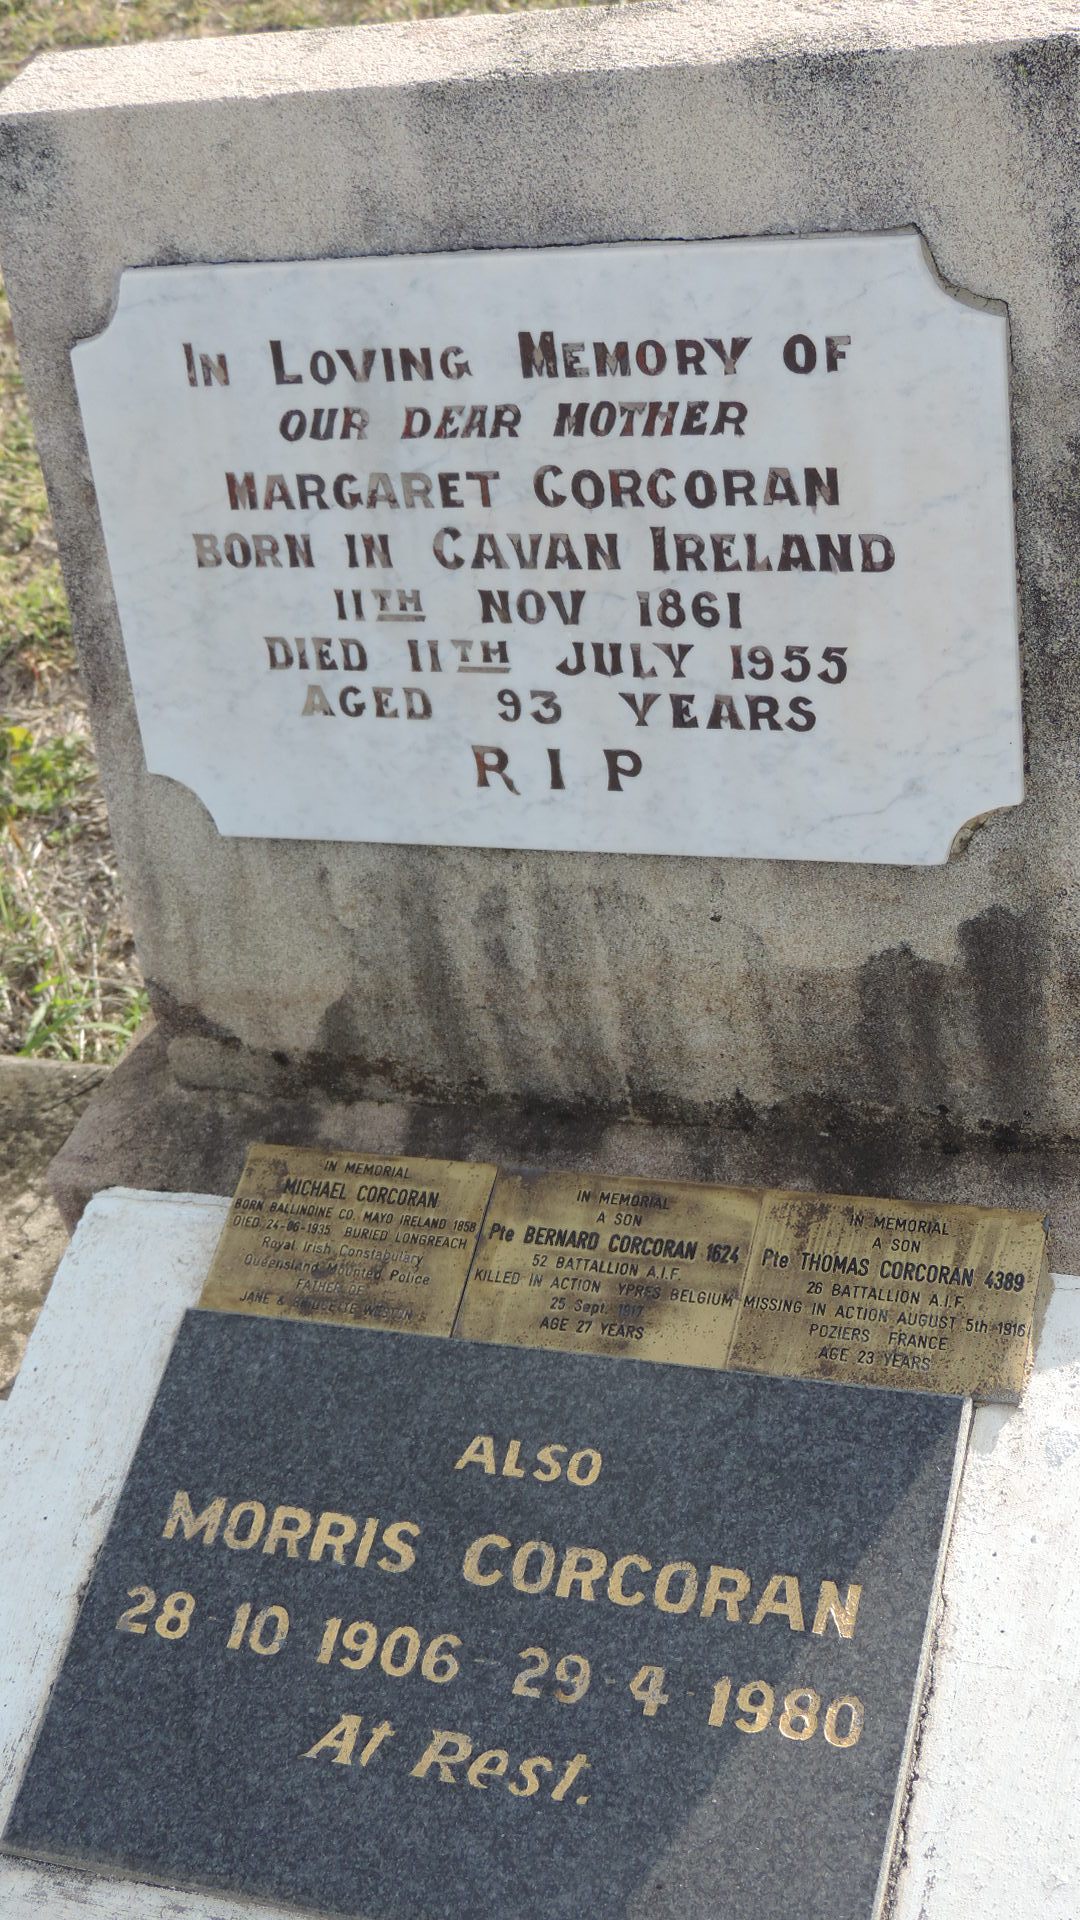 IN LOVING MEMORY OF
OUR DEAR MOTHER
MARGARET CORCORAN
BORN IN CAVAN IRELAND
11TH NOV 1861
DIED 11TH JULY 1955
AGED 93 YEARS
R I P
IN MEMORIAL
MICHAEL CORCORAN
BORN BALLINDINE CO. MAYO IRELAND 1858
DIED 24-06-1935 BURIED LONGREACH
Royal Irish Constabulary
Queensland Mounted Police
FATHER OF
JANE & BRIDGETTE WESTON'S
IN MEMORIAL
A SON
Pte BERNARD CORCORAN 1624
52 BATTALLION A.I.F.
KILLED IN ACTION YPRES BELGIUM
25 Sept. 1917
AGE 27 YEARS
IN MEMORIAL
A SON
Pte THOMAS CORCORAN 4389
26 BATTALLION A.I.F.
MISSING IN ACTION AUGUST 5th 1916
POZIERS FRANCE
AGE 23 YEARS
ALSO
MORRIS CORCORAN
28-10-1906-29-4-1980
At Rest.